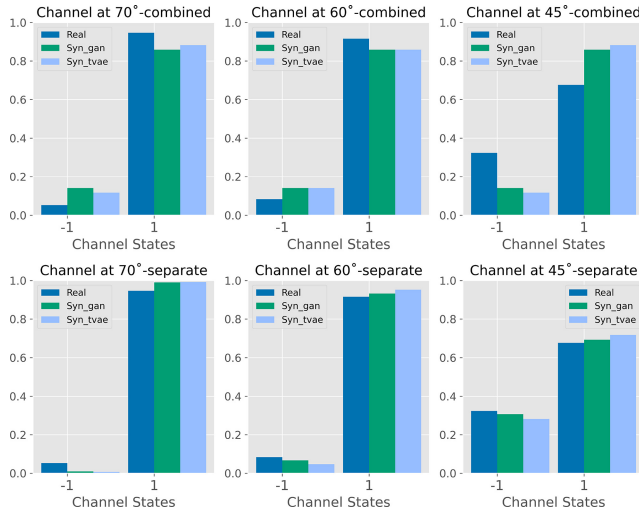 Channel at 70˚-combined
1.0
0.8
0.6
0.4
0.2
0.0
Real
Syn_gan
Syn_tvae
-1
1
Channel States
Channel at 60˚-combined
1.0
0.8
0.6
0.4
0.2
0.0
Real
Syn_gan
Syn_tvae
-1
1
Channel States
Channel at 45˚-combined
1.0
0.8
0.6
0.4
0.2
0.0
Real
Syn_gan
Syn_tvae
-1
1
Channel States
Channel at 70˚-separate
1.0
0.8
0.6
0.4
0.2
0.0
Real
Syn_gan
Syn_tvae
-1
1
Channel States
Channel at 60˚-separate
1.0
0.8
0.6
0.4
0.2
0.0
Real
Syn_gan
Syn_tvae
-1
1
Channel States
Channel at 45˚-separate
1.0
0.8
0.6
0.4
0.2
0.0
Real
Syn_gan
Syn_tvae
-1
1
Channel States